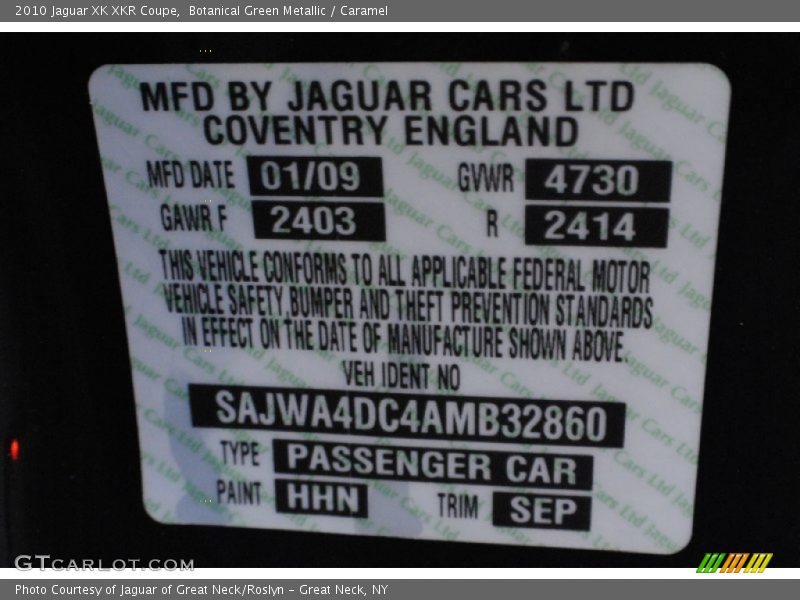 2010 Jaguar XK XKR Coupe,  Botanical Green Metallic / Caramel
MFD BY JAGUAR CARS LTD
COVENTRY ENGLAND
MFD DATE 01/09 GVWR 4730
GAWR F 2403 R 2414
THIS VEHICLE CONFORMS TO ALL APPLICABLE FEDERAL MOTOR
VEHICLE SAFETY,BUMPER AND THEFT PREVENTION STANDARDS
IN EFFECT ON THE DATE OF MANUFACTURE SHOWN ABOVE.
VEH IDENT NO
SAJWA4DC4AMB32860
TYPE PASSENGER CAR
PAINT HHN TRIM SEP
GTCARLOT.COM
Photo Courtesy of Jaguar of Great Neck/Roslyn – Great Neck, NY